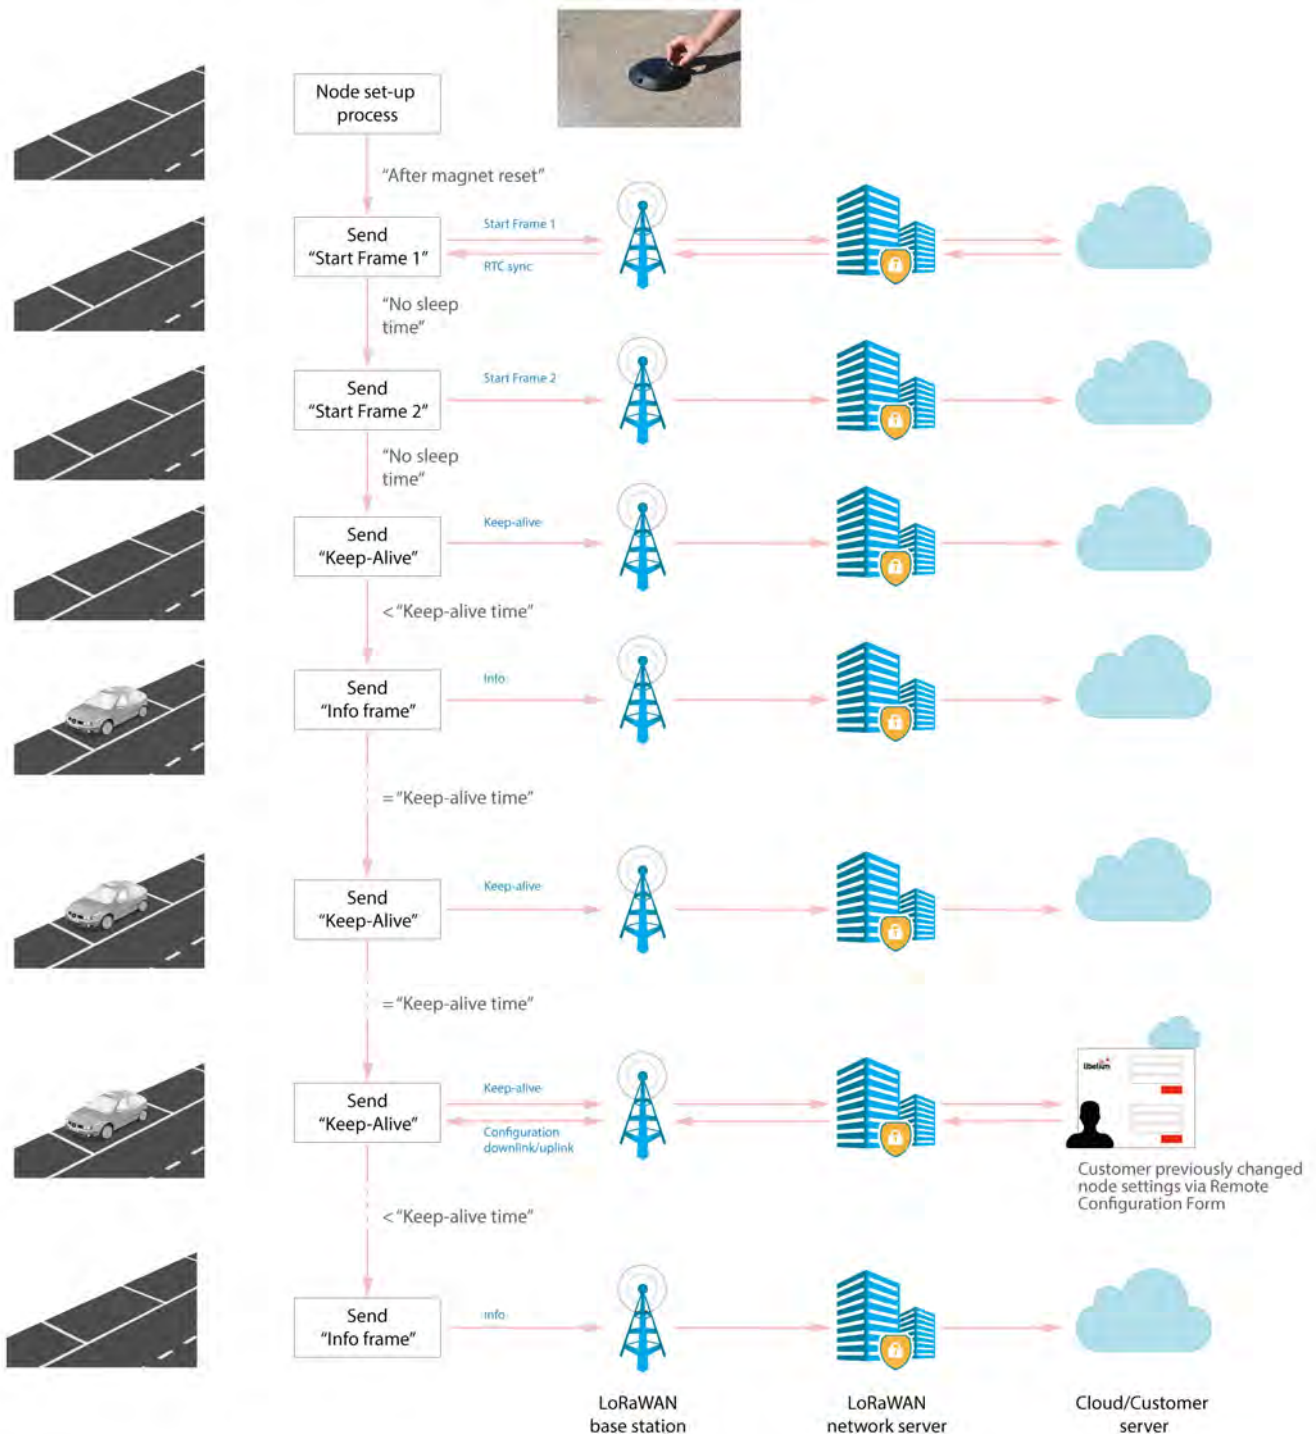 Node set-up
process
“After magnet reset”
Send
“Start Frame 1”
Start Frame 1
RTC sync
“No sleep
time”
Send
“Start Frame 2”
Start Frame 2
“No sleep
time”
Send
“Keep-Alive”
Keep-alive
< “Keep-alive time”
Send
“Info frame”
Info
= “Keep-alive time”
Send
“Keep-Alive”
Keep-alive
= “Keep-alive time”
Send
“Keep-Alive”
Keep-alive
Configuration
downlink/uplink
libelium
Customer previously changed
node settings via Remote
Configuration Form
< “Keep-alive time”
Send
“Info frame”
Info
LoRaWAN
base station
LoRaWAN
network server
Cloud/Customer
server